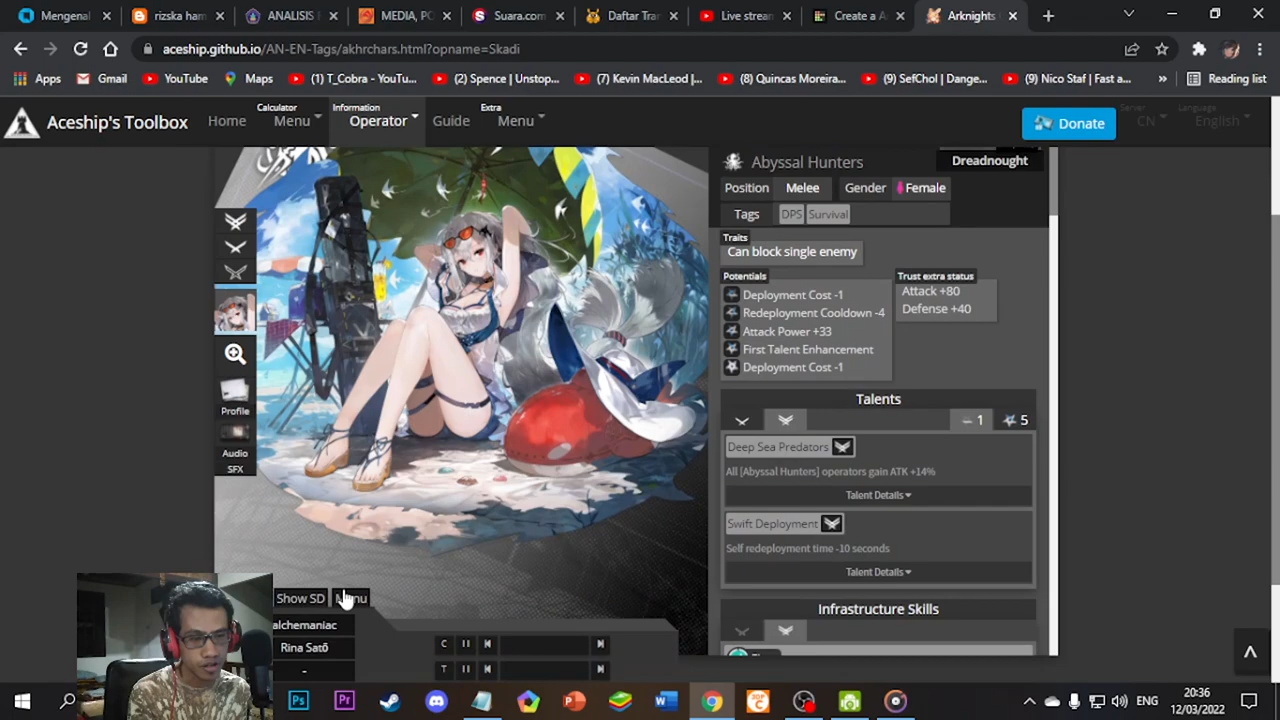 Mengenal
rizska ham
ANALISIS F
MEDIA, PO
Suara.com
Daftar Tran
Live stream
Create a A
Arknights
aceship.github.io/AN-EN-Tags/akhrchars.html?opname=Skadi
Apps
Gmail
YouTube
Maps
(1) T_Cobra - YouTu...
(2) Spence | Unstop...
(7) Kevin MacLeod |...
(8) Quincas Moreira...
(9) SefChol | Dange...
(9) Nico Staf | Fast a...
»
Reading list
Aceship's Toolbox
Home
Calculator
Menu
Information
Operator
Guide
Extra
Menu
Donate
Server
CN
Language
English
Abyssal Hunters
Dreadnought
Position
Melee
Gender
Female
Tags
DPS
Survival
Traits
Can block single enemy
Potentials
Deployment Cost -1
Redeployment Cooldown -4
Attack Power +33
First Talent Enhancement
Deployment Cost -1
Trust extra status
Attack +80
Defense +40
Talents
1
5
Deep Sea Predators
All [Abyssal Hunters] operators gain ATK +14%
Talent Details
Swift Deployment
Self redeployment time -10 seconds
Talent Details
Infrastructure Skills
Profile
Audio
SFX
Show SD
Menu
alchemaniac
Rina Satō
-
C
T
ENG
20:36
12/03/2022